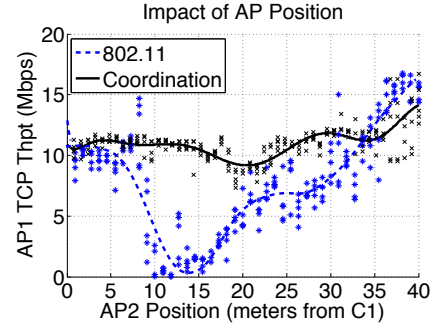 Impact of AP Position
20
802.11
Coordination
15
10
5
0
AP1 TCP Thpt (Mbps)
0 5 10 15 20 25 30 35 40
AP2 Position (meters from C1)